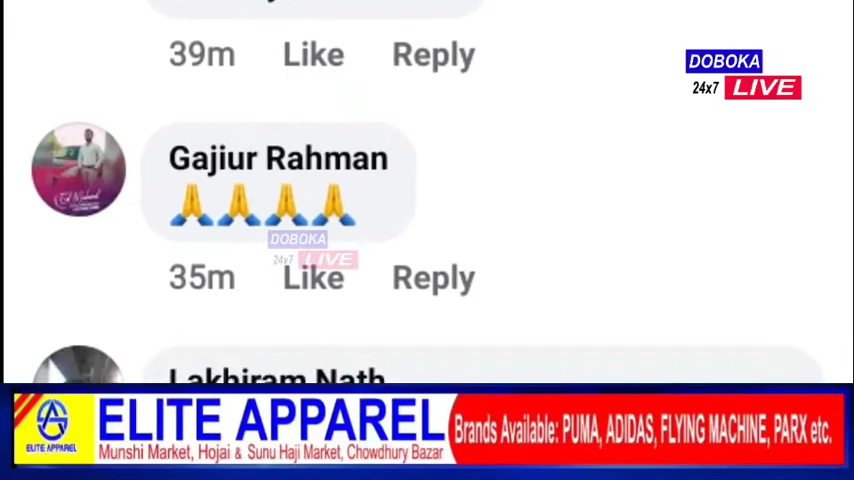 39m Like Reply
DOBOKA
24x7 LIVE
Gajiur Rahman
🙏🙏🙏🙏
DOBOKA
24x7 LIVE
35m Like Reply
Lakhiram Nath
ELITE APPAREL
ELITE APPAREL
Munshi Market, Hojai & Sunu Haji Market, Chowdhury Bazar
Brands Available: PUMA, ADIDAS, FLYING MACHINE, PARX etc.